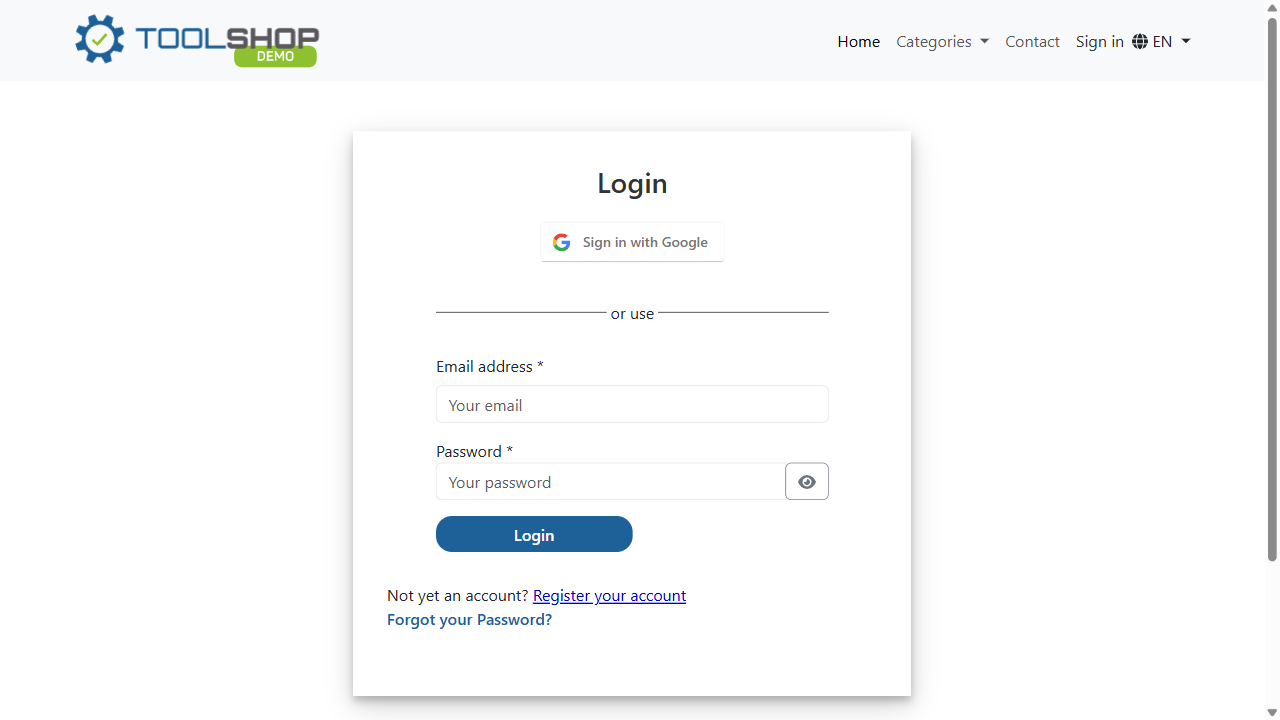 TOOLSHOP
DEMO
Home Categories Contact Sign in EN
Login
Sign in with Google
or use
Email address *
Your email
Password *
Your password
Login
Not yet an account? Register your account
Forgot your Password?